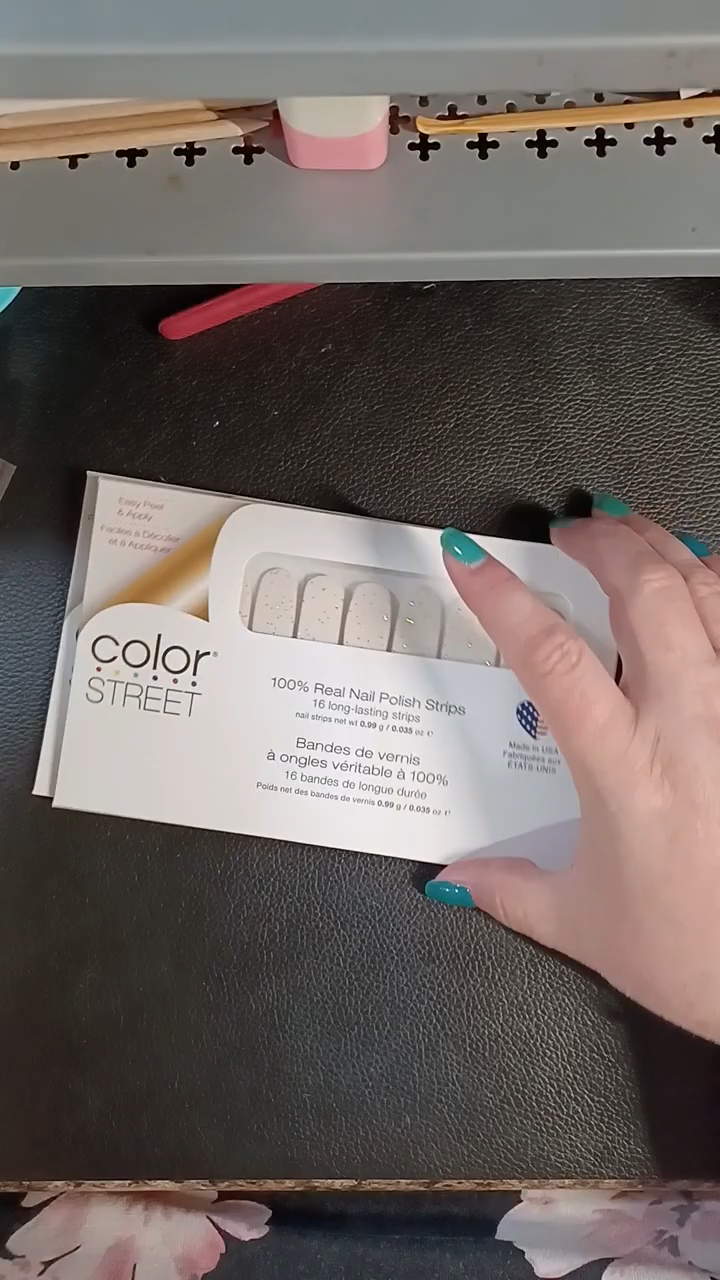 Easy Peel
& Apply
Faciles à Décoller
et à Appliquer
color®
STREET
100% Real Nail Polish Strips
16 long-lasting strips
nail strips net wt 0.99 g / 0.035 oz ℮
Bandes de vernis
à ongles véritable à 100%
16 bandes de longue durée
Poids net des bandes de vernis 0.99 g / 0.035 oz ℮
Made in USA
Fabriquées aux
ÉTATS-UNIS